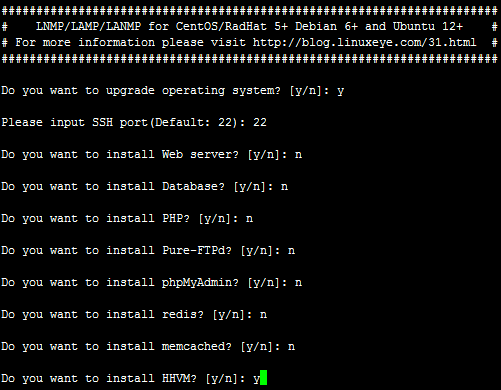 #######################################################################
#    LNMP/LAMP/LANMP for CentOS/RadHat 5+ Debian 6+ and Ubuntu 12+    #
# For more information please visit http://blog.linuxeye.com/31.html  #
#######################################################################
Do you want to upgrade operating system? [y/n]: y
Please input SSH port(Default: 22): 22
Do you want to install Web server? [y/n]: n
Do you want to install Database? [y/n]: n
Do you want to install PHP? [y/n]: n
Do you want to install Pure-FTPd? [y/n]: n
Do you want to install phpMyAdmin? [y/n]: n
Do you want to install redis? [y/n]: n
Do you want to install memcached? [y/n]: n
Do you want to install HHVM? [y/n]: y